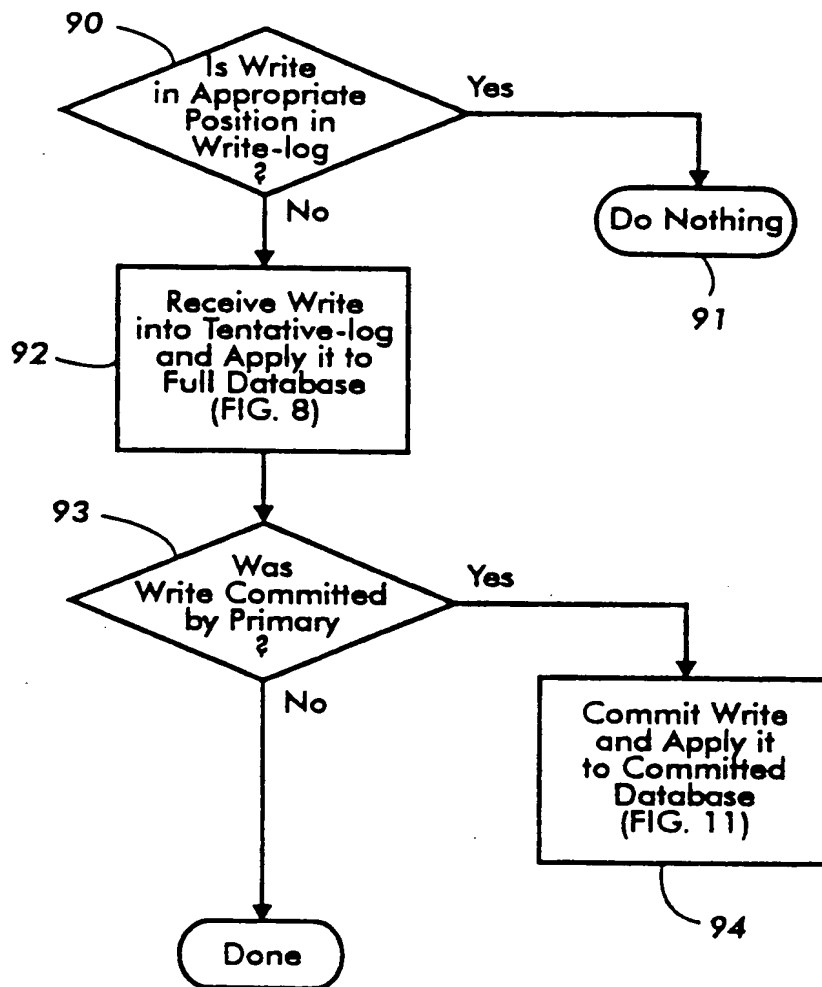 90
Is Write
in Appropriate
Position in
Write-log
?
Yes
No
Do Nothing
91
92
Receive Write
into Tentative-log
and Apply it to
Full Database
(FIG. 8)
93
Was
Write Committed
by Primary
?
Yes
No
Commit Write
and Apply it
to Committed
Database
(FIG. 11)
94
Done